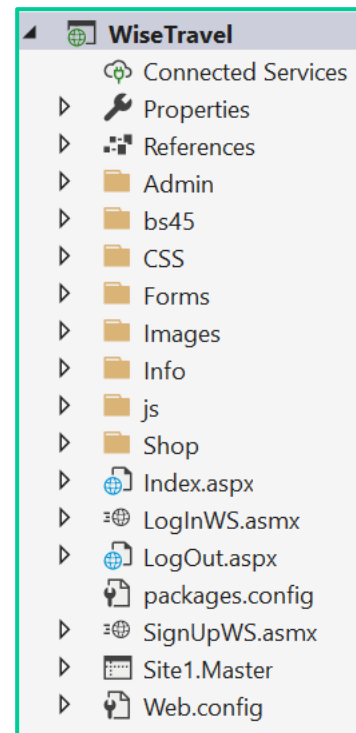 WiseTravel
Connected Services
Properties
References
Admin
bs45
CSS
Forms
Images
Info
js
Shop
Index.aspx
LogInWS.asmx
LogOut.aspx
packages.config
SignUpWS.asmx
Site1.Master
Web.config